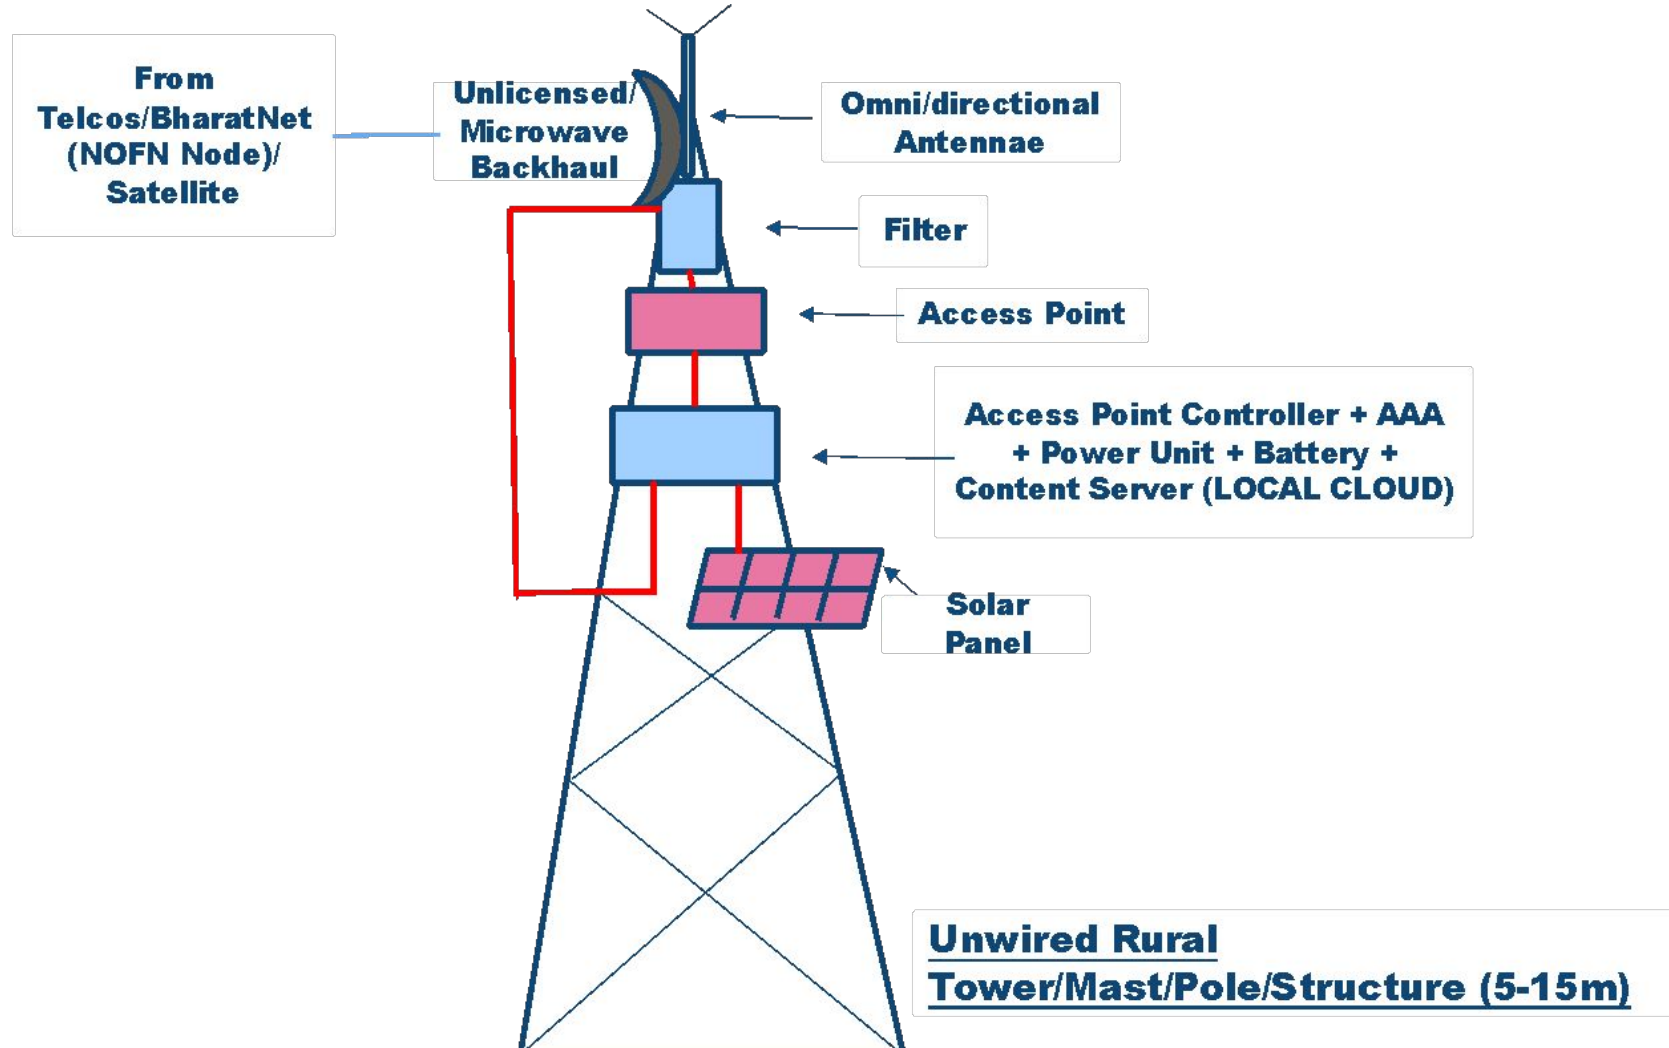 From
Telcos/BharatNet
(NOFN Node)/
Satellite
Unlicensed/
Microwave
Backhaul
Omni/directional
Antennae
Filter
Access Point
Access Point Controller + AAA
+ Power Unit + Battery +
Content Server (LOCAL CLOUD)
Solar
Panel
Unwired Rural
Tower/Mast/Pole/Structure (5-15m)